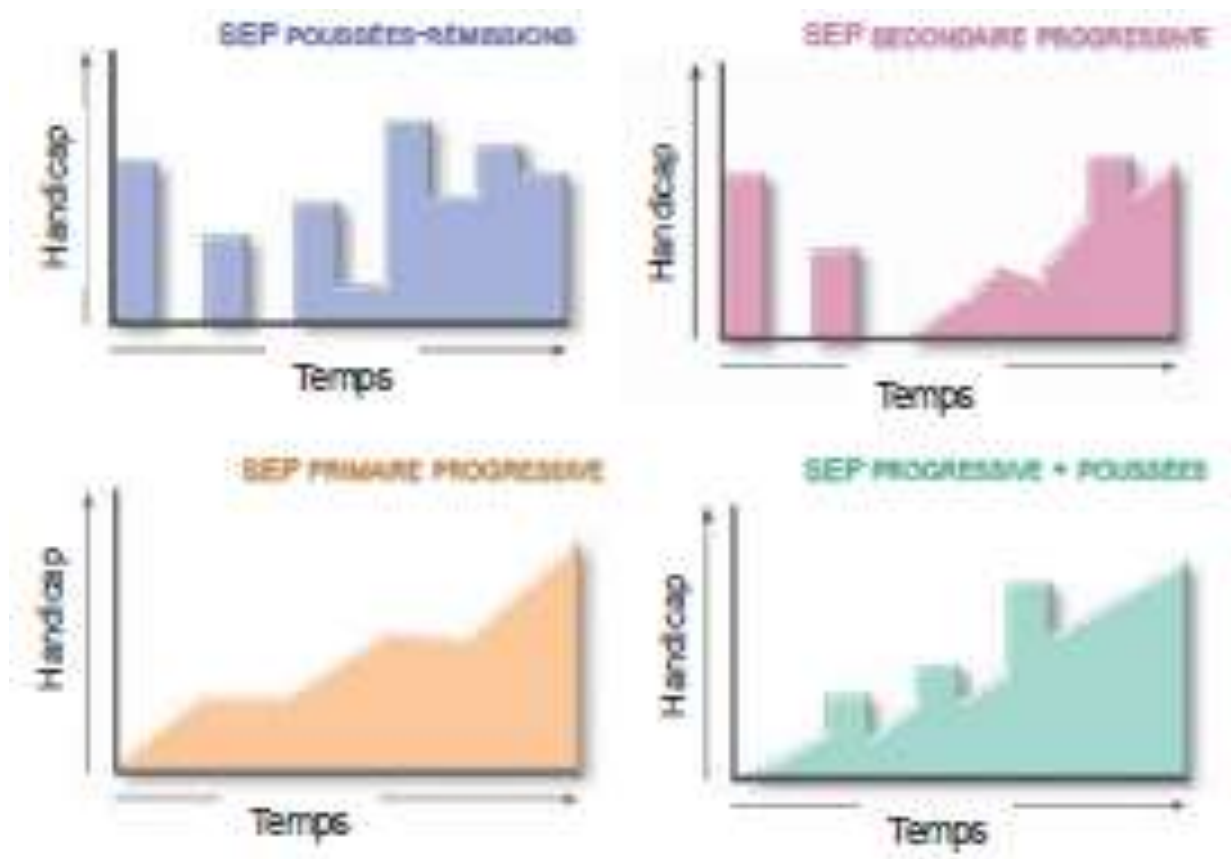 SEP POUSSÉES-RÉMISSIONS
Handicap
Temps
SEP SECONDAIRE PROGRESSIVE
Handicap
Temps
SEP PRIMAIRE PROGRESSIVE
Handicap
Temps
SEP PROGRESSIVE + POUSSÉES
Handicap
Temps